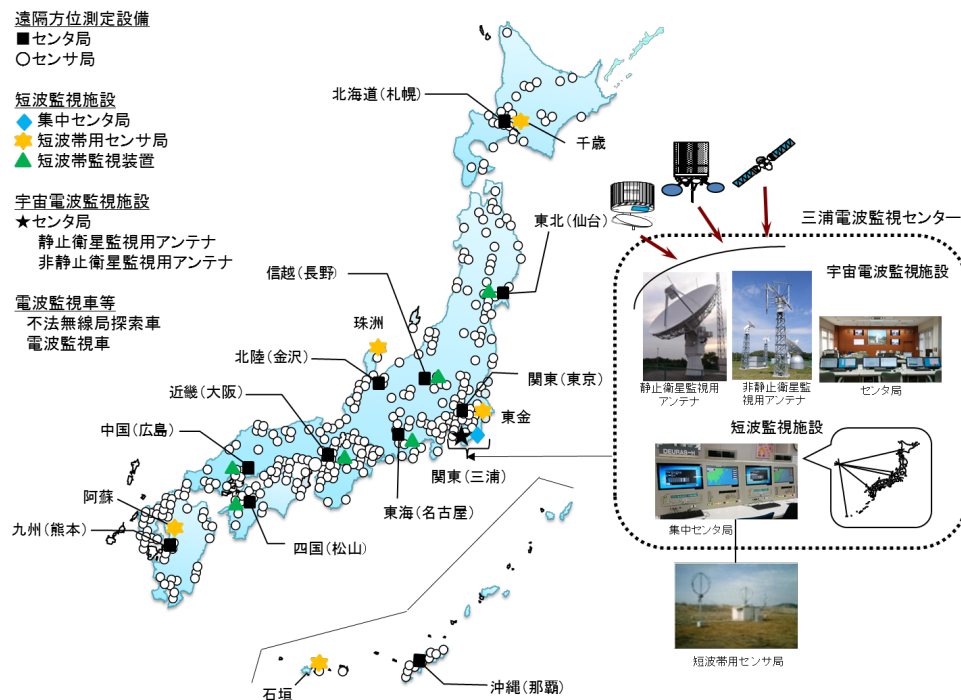 遠隔方位測定設備
■センタ局
○センサ局
短波監視施設
集中センタ局
短波帯用センサ局
短波帯監視装置
宇宙電波監視施設
★センタ局
静止衛星監視用アンテナ
非静止衛星監視用アンテナ
電波監視車等
不法無線局探索車
電波監視車
北海道(札幌)
千歳
東北(仙台)
信越(長野)
珠洲
北陸(金沢)
近畿(大阪)
中国(広島)
阿蘇
九州(熊本)
四国(松山)
東海(名古屋)
関東(三浦)
関東(東京)
東金
石垣
沖縄(那覇)
三浦電波監視センター
宇宙電波監視施設
静止衛星監視用
アンテナ
非静止衛星監
視用アンテナ
センタ局
短波監視施設
DEURAS-H
集中センタ局
短波帯用センサ局